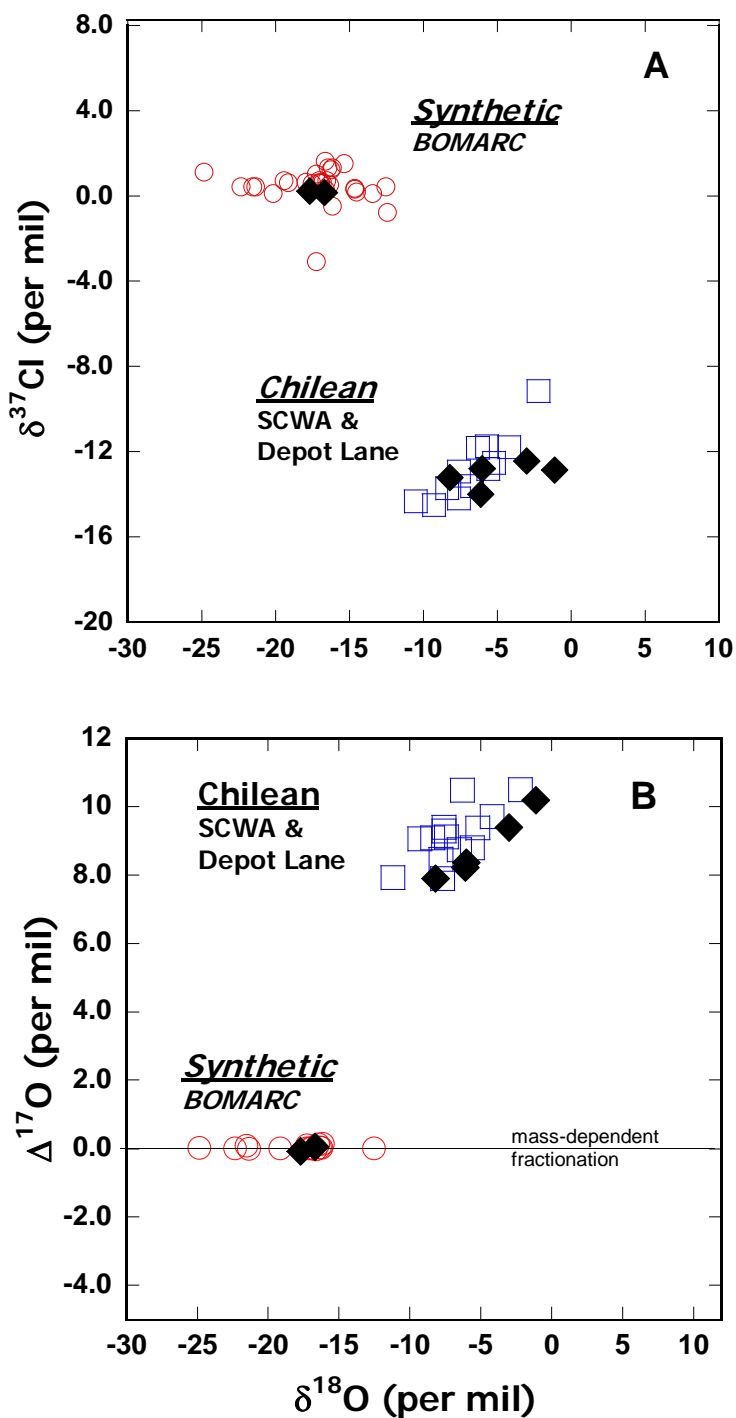 A
8.0
4.0
0.0
-4.0
-8.0
-12
-16
-20
δ37Cl (per mil)
Synthetic
BOMARC
Chilean
SCWA &
Depot Lane
-30 -25 -20 -15 -10 -5 0 5 10
B
12
10
8.0
6.0
4.0
2.0
0.0
-2.0
-4.0
Δ17O (per mil)
Chilean
SCWA &
Depot Lane
Synthetic
BOMARC
mass-dependent
fractionation
-30 -25 -20 -15 -10 -5 0 5 10
δ18O (per mil)